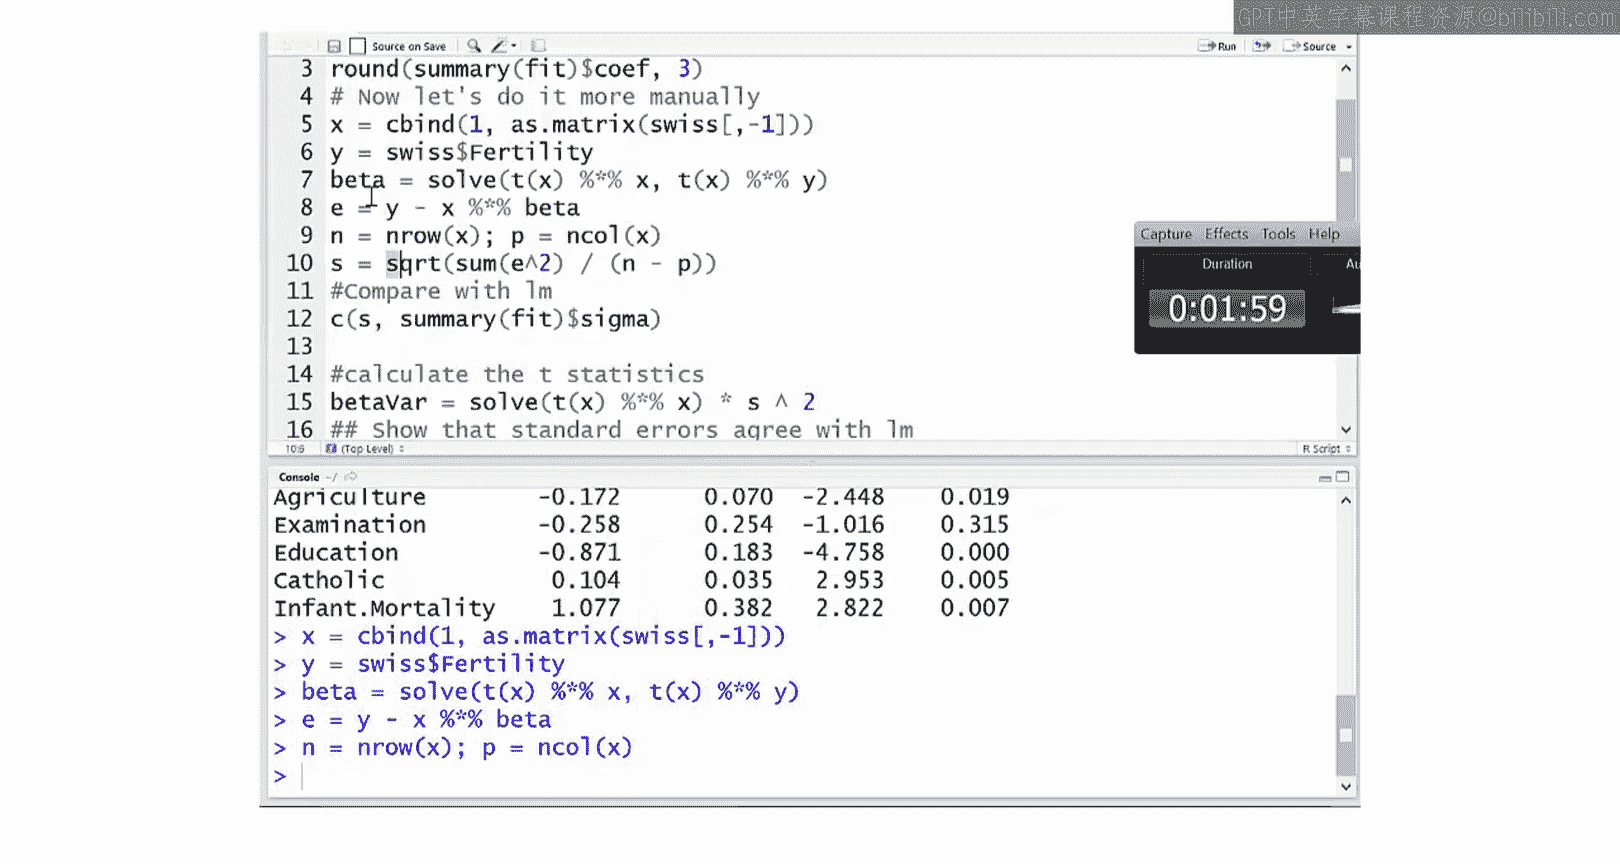 GPT中英字幕课程资源@bilibili.com
Source on Save
Run
Source
3 round(summary(fit)$coef, 3)
4 # Now let's do it more manually
5 x = cbind(1, as.matrix(swiss[,-1]))
6 y = swiss$Fertility
7 beta = solve(t(x) %*% x, t(x) %*% y)
8 e = y - x %*% beta
9 n = nrow(x); p = ncol(x)
10 s = sqrt(sum(e^2) / (n - p))
11 #Compare with lm
12 c(s, summary(fit)$sigma)
13
14 #calculate the t statistics
15 betaVar = solve(t(x) %*% x) * s ^ 2
16 ## Show that standard errors agree with lm
10:6 (Top Level)
R Script
Capture Effects Tools Help
Duration
Au
0:01:59
Console ~/
Agriculture -0.172 0.070 -2.448 0.019
Examination -0.258 0.254 -1.016 0.315
Education -0.871 0.183 -4.758 0.000
Catholic 0.104 0.035 2.953 0.005
Infant.Mortality 1.077 0.382 2.822 0.007
> x = cbind(1, as.matrix(swiss[,-1]))
> y = swiss$Fertility
> beta = solve(t(x) %*% x, t(x) %*% y)
> e = y - x %*% beta
> n = nrow(x); p = ncol(x)
>